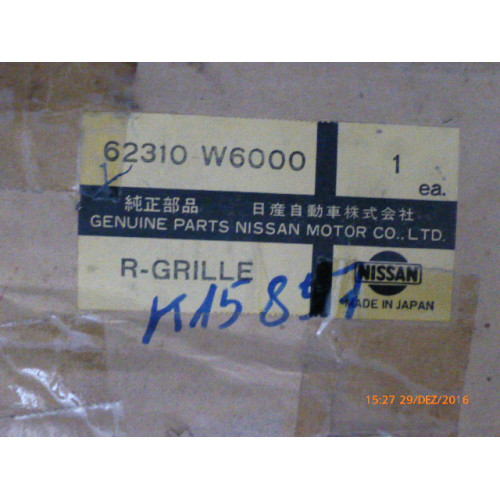 62310 W6000 1
ea.
純正部品 日産自動車株式会社
GENUINE PARTS NISSAN MOTOR CO.,LTD.
R-GRILLE NISSAN
MADE IN JAPAN
K15857
15:27 29/DEZ/2016